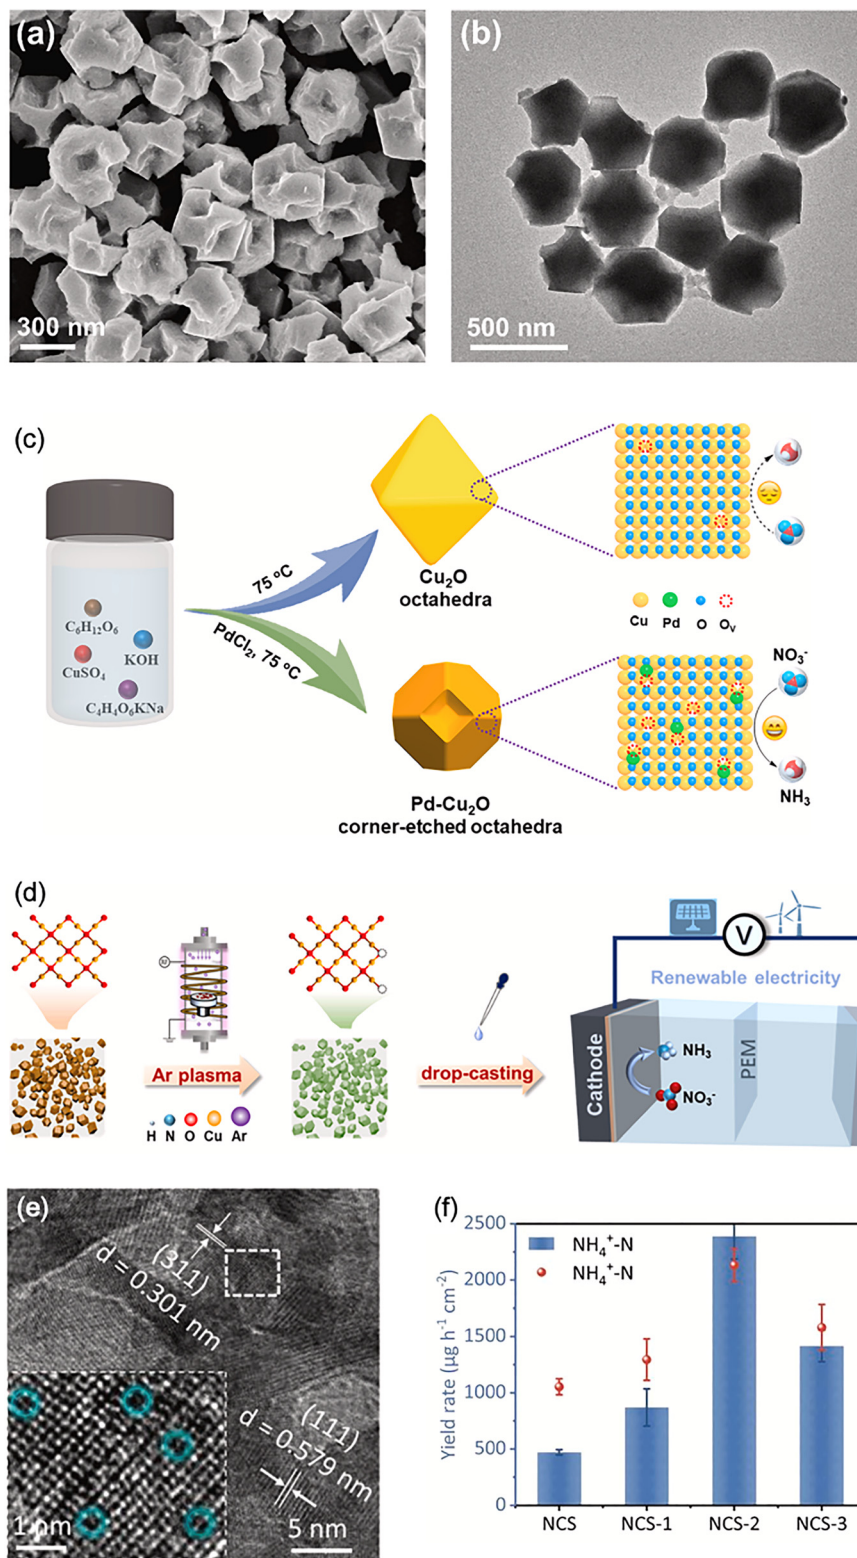 (a)
300 nm
(b)
500 nm
(c)
C₆H₁₂O₆
CuSO₄
KOH
C₄H₄O₆KNa
75 ºC
PdCl₂, 75 ºC
Cu₂O
octahedra
Cu Pd O Oᵥ
Pd-Cu₂O
corner-etched octahedra
NO₃⁻
NH₃
(d)
Ar plasma
H N O Cu Ar
drop-casting
V
Renewable electricity
Cathode
NH₃
NO₃⁻
PEM
(e)
(311)
d = 0.301 nm
(111)
d = 0.579 nm
1 nm
5 nm
(f)
Yield rate (μg h⁻¹ cm⁻²)
2500
2000
1500
1000
500
0
NH₄⁺-N
NH₄⁺-N
NCS NCS-1 NCS-2 NCS-3